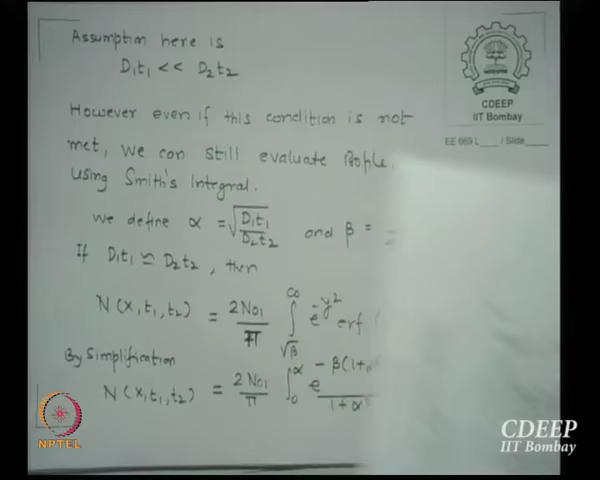 Assumption here is
D₁t₁ << D₂t₂
However even if this condition is not
met, we can still evaluate
using Smith's Integral.
We define α = √(D₁t₁/D₂t₂) and β =
If D₁t₁ ≃ D₂t₂, then
N(x,t₁,t₂) = 2N₀₁/π ∫_√β^∞ e^-y² erf
By Simplification
N(x,t₁,t₂) = 2N₀₁/π ∫₀^α e^-β(1+ / 1+α
CDEEP
IIT Bombay
EE 669 L___ / Slide___
NPTEL
CDEEP
IIT Bombay